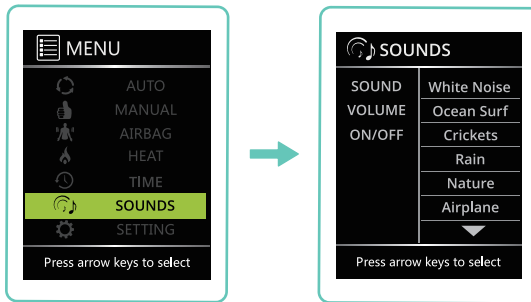 MENU
AUTO
MANUAL
AIRBAG
HEAT
TIME
SOUNDS
SETTING
Press arrow keys to select
SOUNDS
SOUND
VOLUME
ON/OFF
White Noise
Ocean Surf
Crickets
Rain
Nature
Airplane
Press arrow keys to select